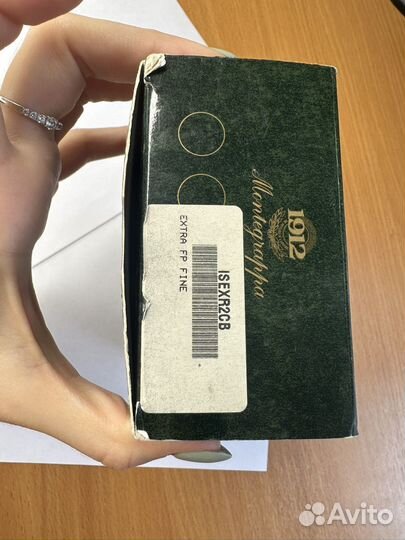 1912
Montegrappa
ISEXR2CB
EXTRA FP FINE
Avito